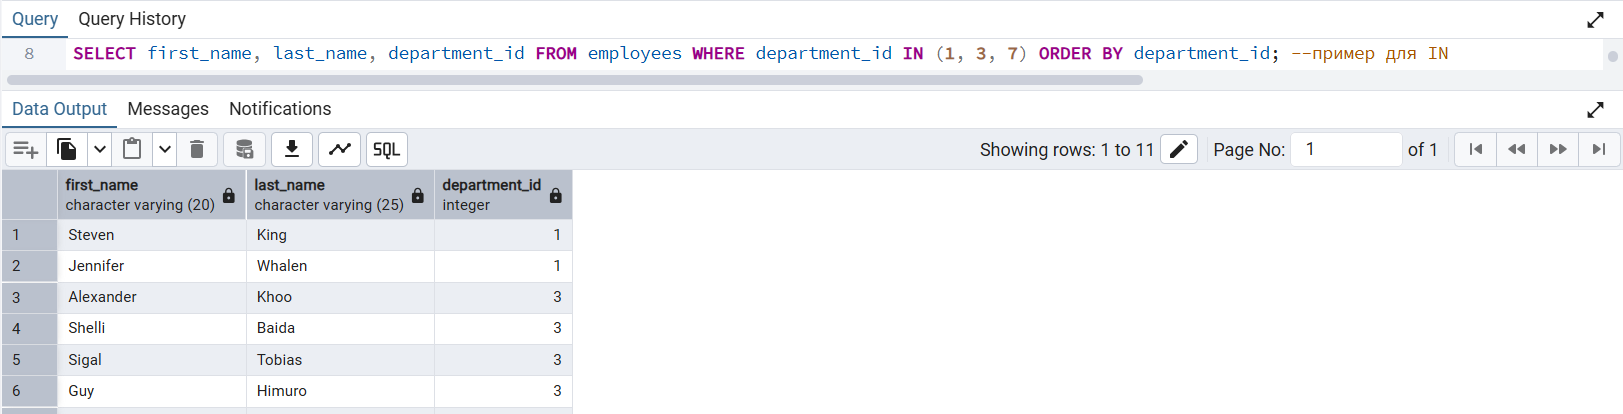 Query Query History
8 SELECT first_name, last_name, department_id FROM employees WHERE department_id IN (1, 3, 7) ORDER BY department_id; --пример для IN
Data Output Messages Notifications
SQL Showing rows: 1 to 11 Page No: 1 of 1
first_name last_name department_id
character varying (20) character varying (25) integer
1 Steven King 1
2 Jennifer Whalen 1
3 Alexander Khoo 3
4 Shelli Baida 3
5 Sigal Tobias 3
6 Guy Himuro 3